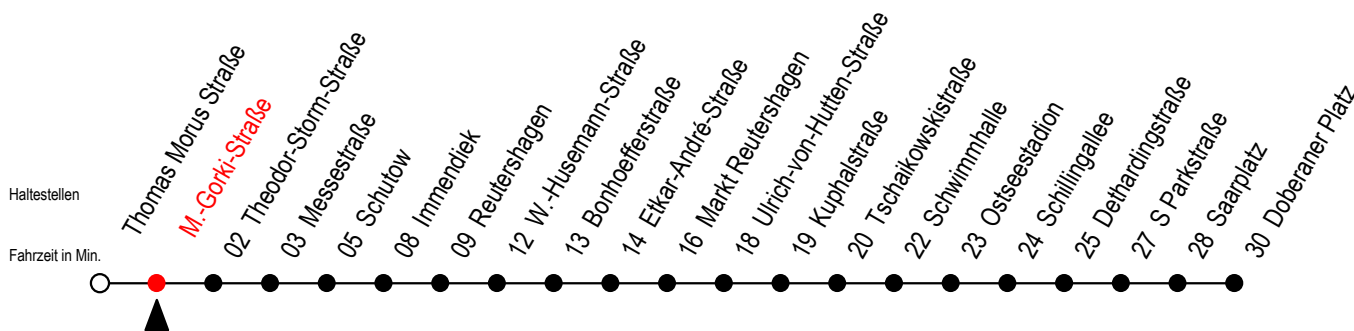 Haltestellen
Fahrzeit in Min.
Thomas Morus Straße
M.-Gorki-Straße
02 Theodor-Storm-Straße
03 Messestraße
05 Schutow
08 Immendiek
09 Reutershagen
12 W.-Husemann-Straße
13 Bonhoefferstraße
14 Etkar-André-Straße
16 Markt Reutershagen
18 Ulrich-von-Hutten-Straße
19 Kuphalstraße
20 Tschaikowskistraße
22 Schwimmhalle
23 Ostseestadion
24 Schillingallee
25 Dethardingstraße
27 S Parkstraße
28 Saarplatz
30 Doberaner Platz